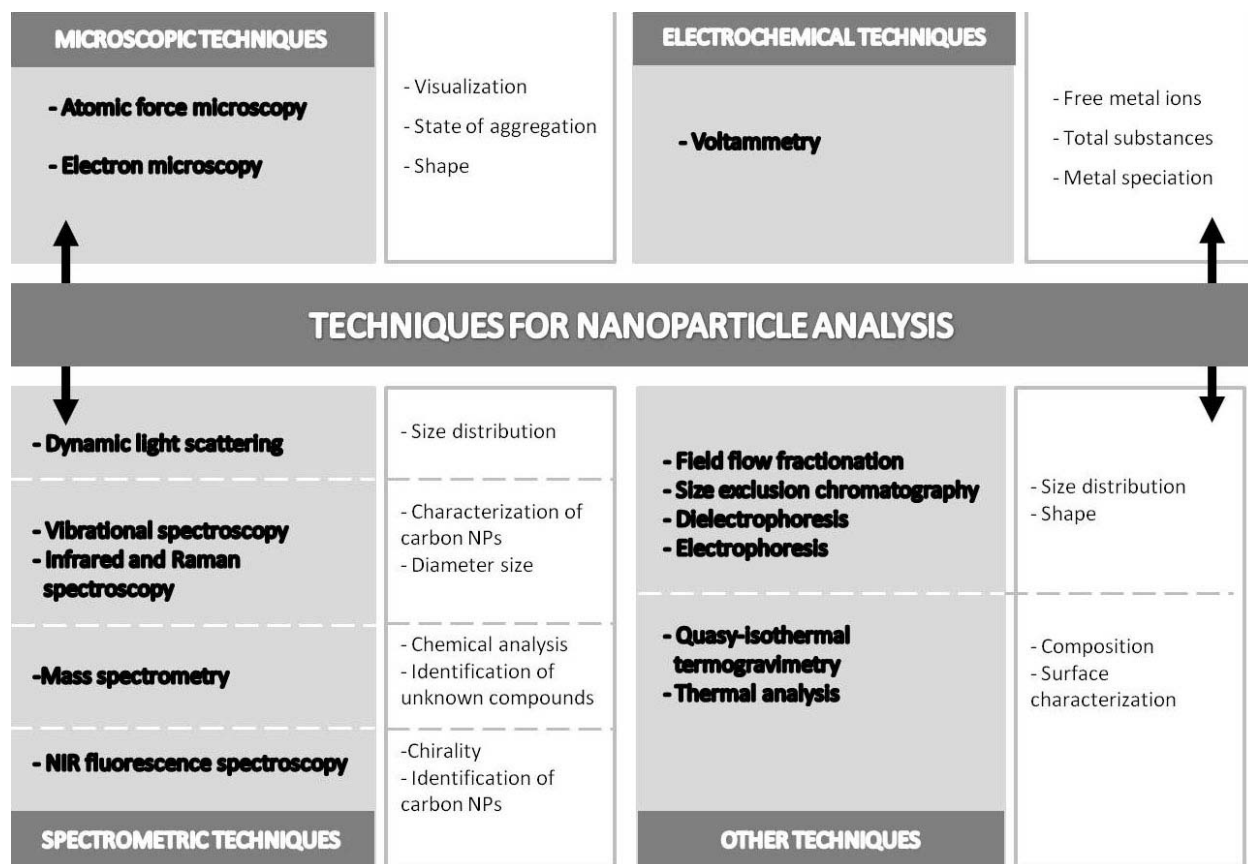 MICROSCOPIC TECHNIQUES
- Atomic force microscopy
- Electron microscopy
- Visualization
- State of aggregation
- Shape
ELECTROCHEMICAL TECHNIQUES
- Voltammetry
- Free metal ions
- Total substances
- Metal speciation
TECHNIQUES FOR NANOPARTICLE ANALYSIS
- Dynamic light scattering
- Size distribution
- Vibrational spectroscopy
- Infrared and Raman
spectroscopy
- Characterization of
carbon NPs
- Diameter size
-Mass spectrometry
- Chemical analysis
- Identification of
unknown compounds
- NIR fluorescence spectroscopy
-Chirality
- Identification of
carbon NPs
SPECTROMETRIC TECHNIQUES
- Field flow fractionation
- Size exclusion chromatography
- Dielectrophoresis
- Electrophoresis
- Size distribution
- Shape
- Quasy-isothermal
termogravimetry
- Thermal analysis
- Composition
- Surface
characterization
OTHER TECHNIQUES